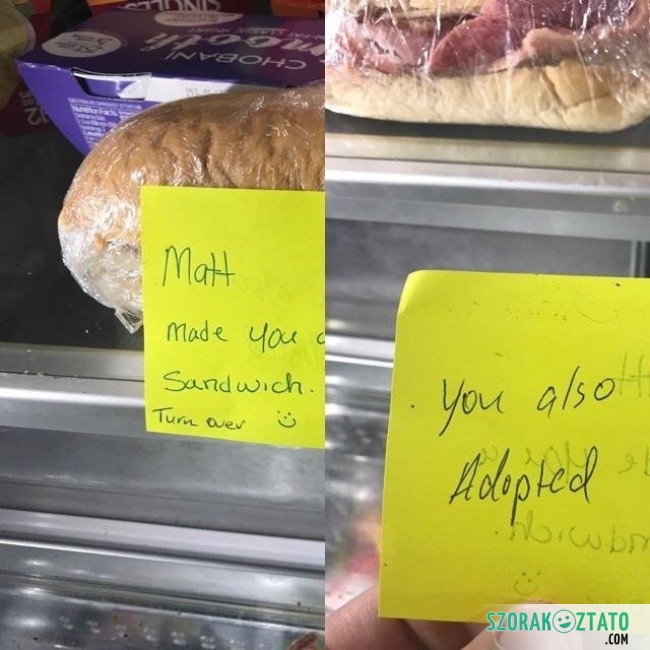 CHOBANI
Matt
Made you a
Sandwich.
Turn over
you also
Adopted
SZORAKOZTATO
.COM